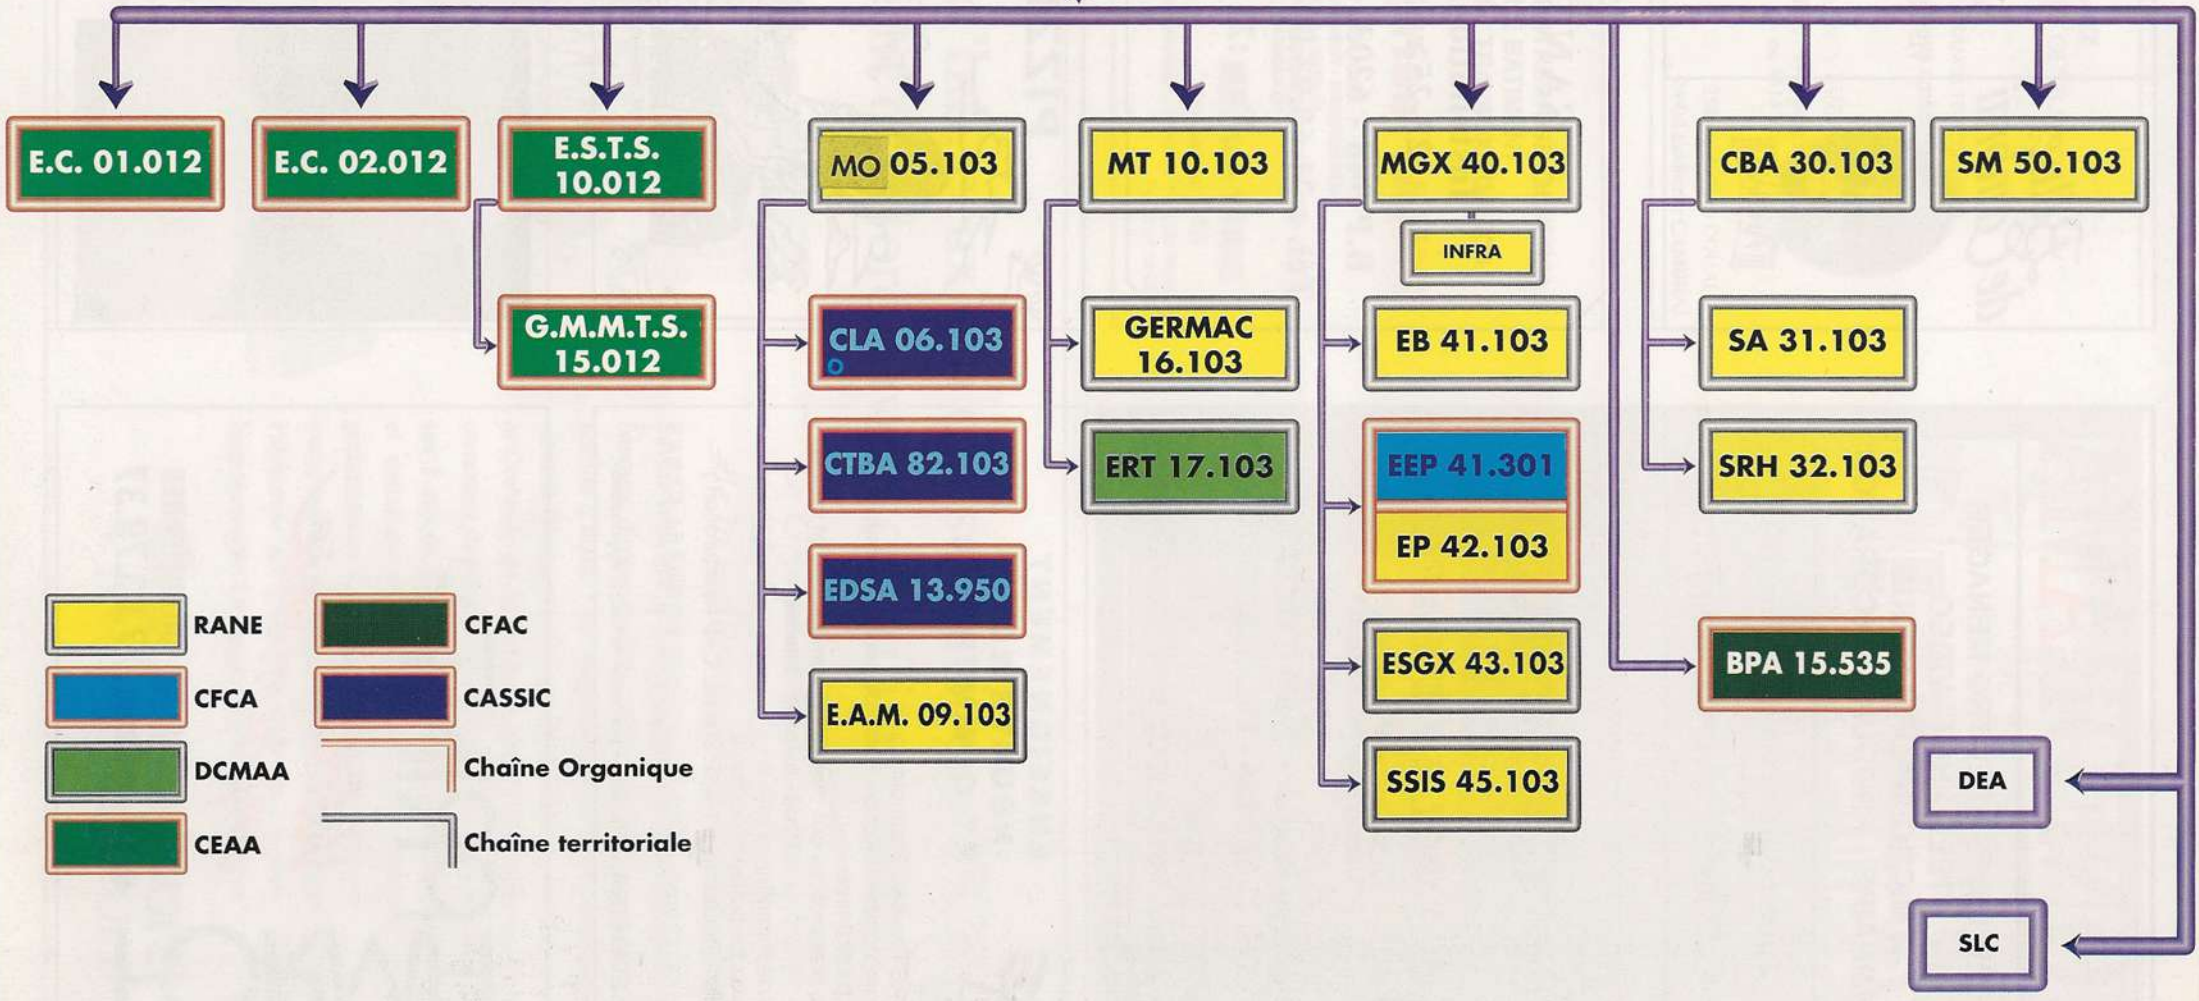 E.C. 01.012
E.C. 02.012
E.S.T.S.
10.012
MO 05.103
MT 10.103
MGX 40.103
CBA 30.103
SM 50.103
INFRA
G.M.M.T.S.
15.012
CLA 06.103
GERMAC
16.103
EB 41.103
SA 31.103
CTBA 82.103
ERT 17.103
EEP 41.301
EP 42.103
SRH 32.103
EDSA 13.950
E.A.M. 09.103
ESGX 43.103
BPA 15.535
SSIS 45.103
DEA
SLC
RANE
CFAC
CFCA
CASSIC
DCMAA
Chaîne Organique
CEAA
Chaîne territoriale